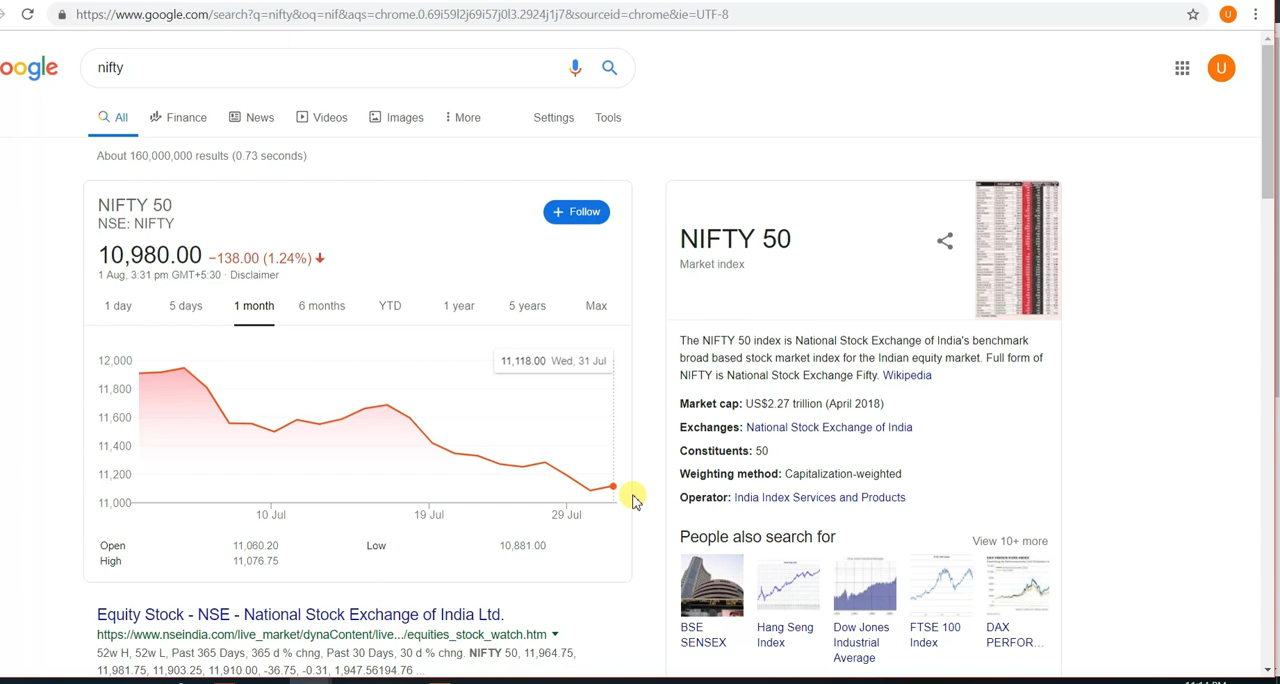 https://www.google.com/search?q=nifty&oq=nif&aqs=chrome.0.69i59l2j69i57j0l3.2924j1j7&sourceid=chrome&ie=UTF-8
U
oogle
nifty
U
All
Finance
News
Videos
Images
More
Settings
Tools
About 160,000,000 results (0.73 seconds)
NIFTY 50
NSE: NIFTY
+ Follow
10,980.00 −138.00 (1.24%)
1 Aug, 3:31 pm GMT+5:30 · Disclaimer
1 day
5 days
1 month
6 months
YTD
1 year
5 years
Max
11,118.00 Wed, 31 Jul
12,000
11,800
11,600
11,400
11,200
11,000
10 Jul
19 Jul
29 Jul
Open 11,060.20
High 11,076.75
Low 10,881.00
Equity Stock - NSE - National Stock Exchange of India Ltd.
https://www.nseindia.com/live_market/dynaContent/live.../equities_stock_watch.htm
52w H, 52w L, Past 365 Days, 365 d % chng, Past 30 Days, 30 d % chng. NIFTY 50, 11,964.75,
11,981.75, 11,903.25, 11,910.00, -36.75, -0.31, 1,947.56194.76 ...
NIFTY 50
Market index
The NIFTY 50 index is National Stock Exchange of India's benchmark
broad based stock market index for the Indian equity market. Full form of
NIFTY is National Stock Exchange Fifty. Wikipedia
Market cap: US$2.27 trillion (April 2018)
Exchanges: National Stock Exchange of India
Constituents: 50
Weighting method: Capitalization-weighted
Operator: India Index Services and Products
People also search for
View 10+ more
BSE
SENSEX
Hang Seng
Index
Dow Jones
Industrial
Average
FTSE 100
Index
DAX
PERFOR...